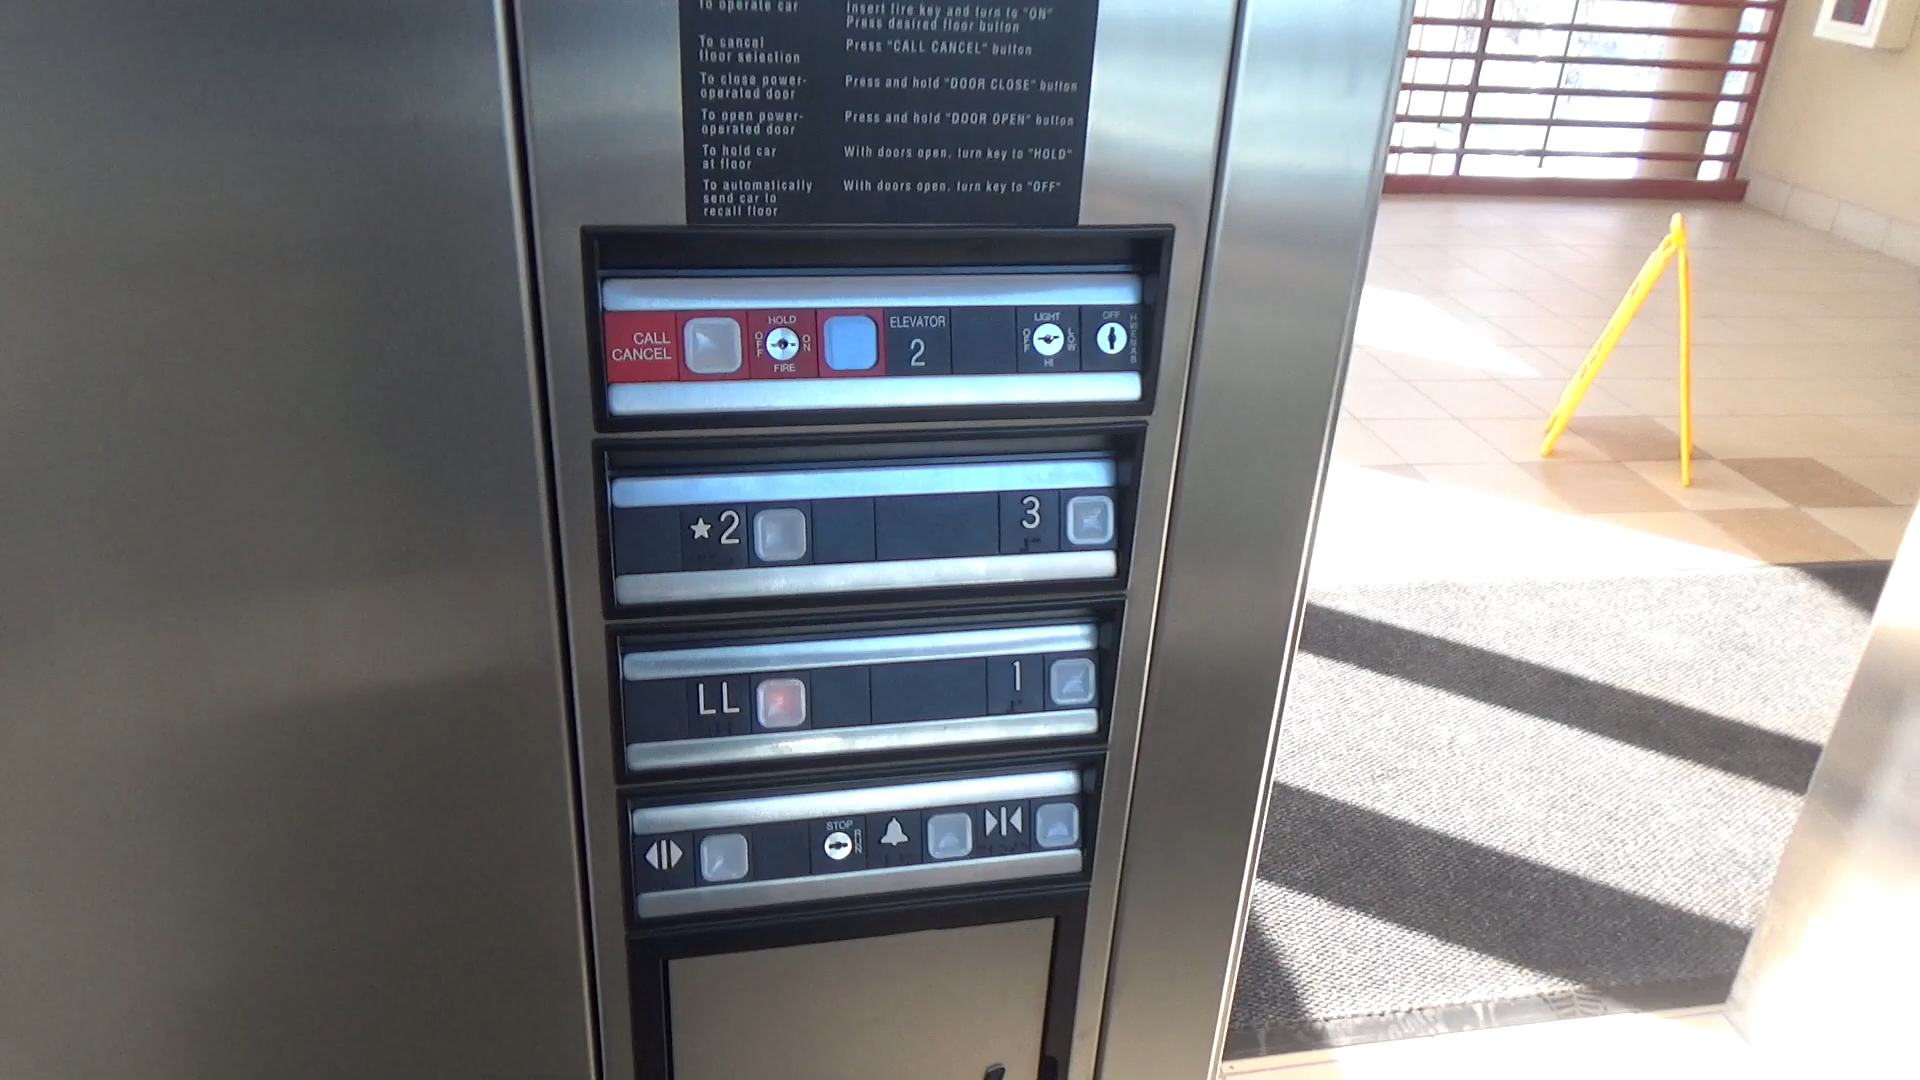 To operate car
Insert fire key and turn to "ON"
Press desired floor button
To cancel
floor selection
Press "CALL CANCEL" button
To close power-
operated door
Press and hold "DOOR CLOSE" button
To open power-
operated door
Press and hold "DOOR OPEN" button
To hold car
at floor
With doors open, turn key to "HOLD"
To automatically
send car to
recall floor
With doors open, turn key to "OFF"
CALL
CANCEL
HOLD
OFF
ON
FIRE
ELEVATOR
2
LIGHT
OFF
LOW
HI
OFF
★2
3
LL
1
STOP
RUN